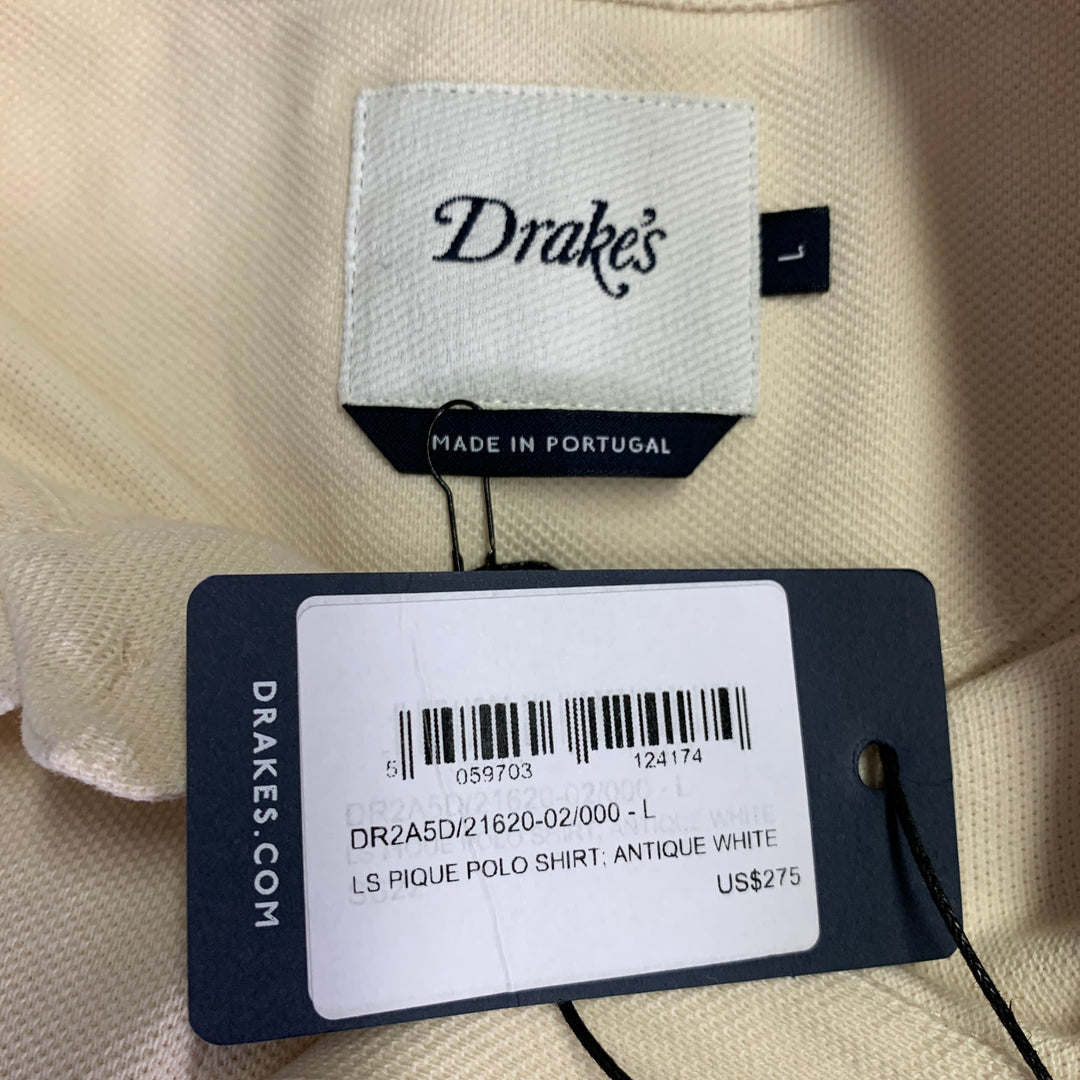 Drake's
L
MADE IN PORTUGAL
DRAKES.COM
5 059703 124174
DR2A5D/21620-02/000 - L
LS PIQUE POLO SHIRT; ANTIQUE WHITE
US$275